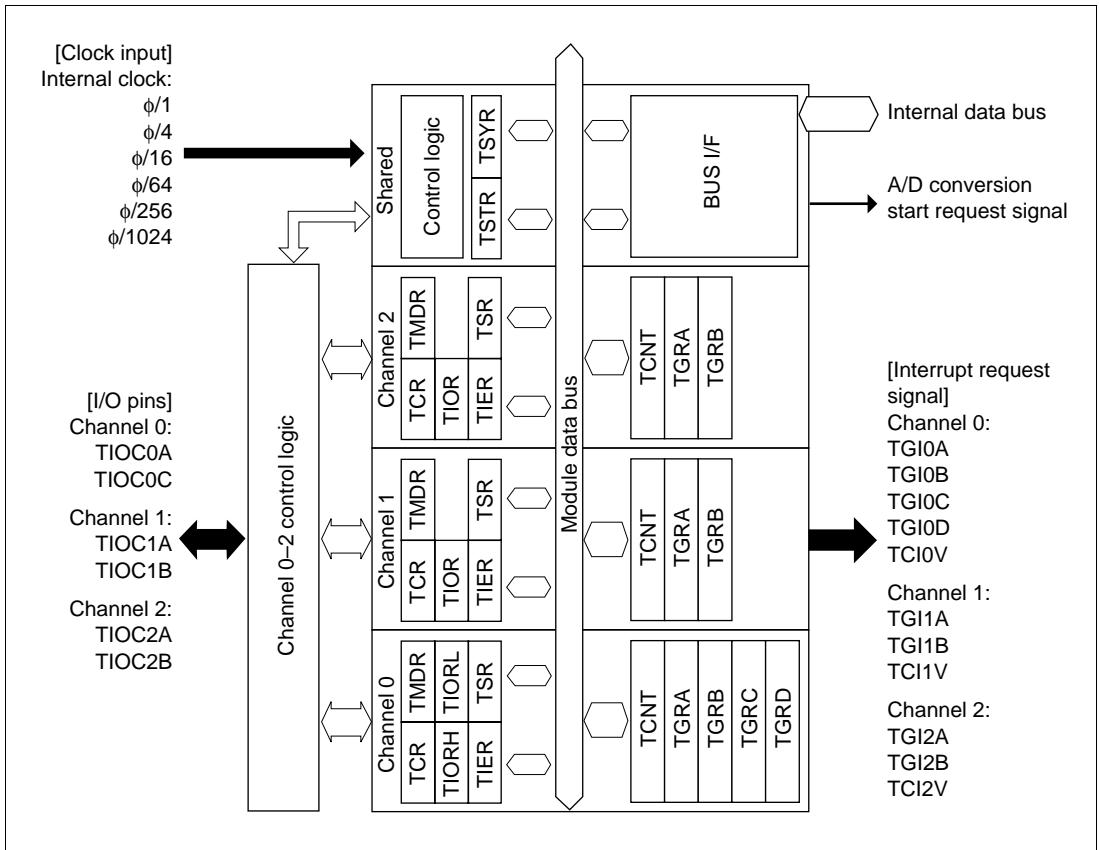 [Clock input]
Internal clock:
ϕ/1
ϕ/4
ϕ/16
ϕ/64
ϕ/256
ϕ/1024
[I/O pins]
Channel 0:
TIOC0A
TIOC0C
Channel 1:
TIOC1A
TIOC1B
Channel 2:
TIOC2A
TIOC2B
Channel 0–2 control logic
Shared
Control logic
TSYR
TSTR
BUS I/F
Channel 2
TMDR
TSR
TCR
TIOR
TIER
TCNT
TGRA
TGRB
Channel 1
TMDR
TSR
TCR
TIOR
TIER
TCNT
TGRA
TGRB
Channel 0
TMDR
TIORL
TSR
TCR
TIORH
TIER
TCNT
TGRA
TGRB
TGRC
TGRD
Module data bus
Internal data bus
A/D conversion
start request signal
[Interrupt request
signal]
Channel 0:
TGI0A
TGI0B
TGI0C
TGI0D
TCI0V
Channel 1:
TGI1A
TGI1B
TCI1V
Channel 2:
TGI2A
TGI2B
TCI2V